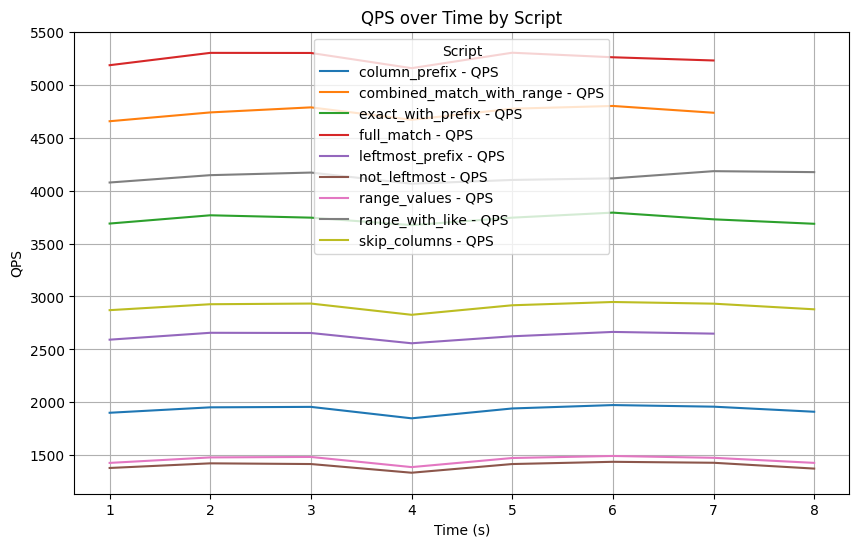 QPS over Time by Script
5500
5000
4500
4000
3500
3000
2500
2000
1500
QPS
Script
column_prefix - QPS
combined_match_with_range - QPS
exact_with_prefix - QPS
full_match - QPS
leftmost_prefix - QPS
not_leftmost - QPS
range_values - QPS
range_with_like - QPS
skip_columns - QPS
1 2 3 4 5 6 7 8
Time (s)